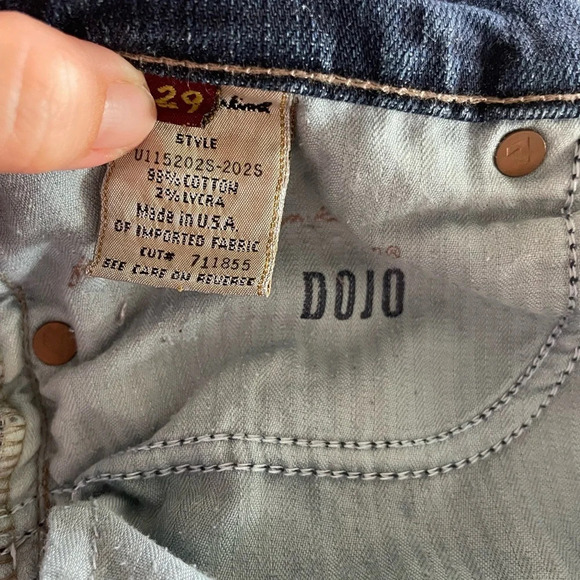 29
STYLE
U115202S-202S
98% COTTON
2% LYCRA
Made in U.S.A.
OF IMPORTED FABRIC
CUT# 711855
SEE CARE ON REVERSE
®
DOJO